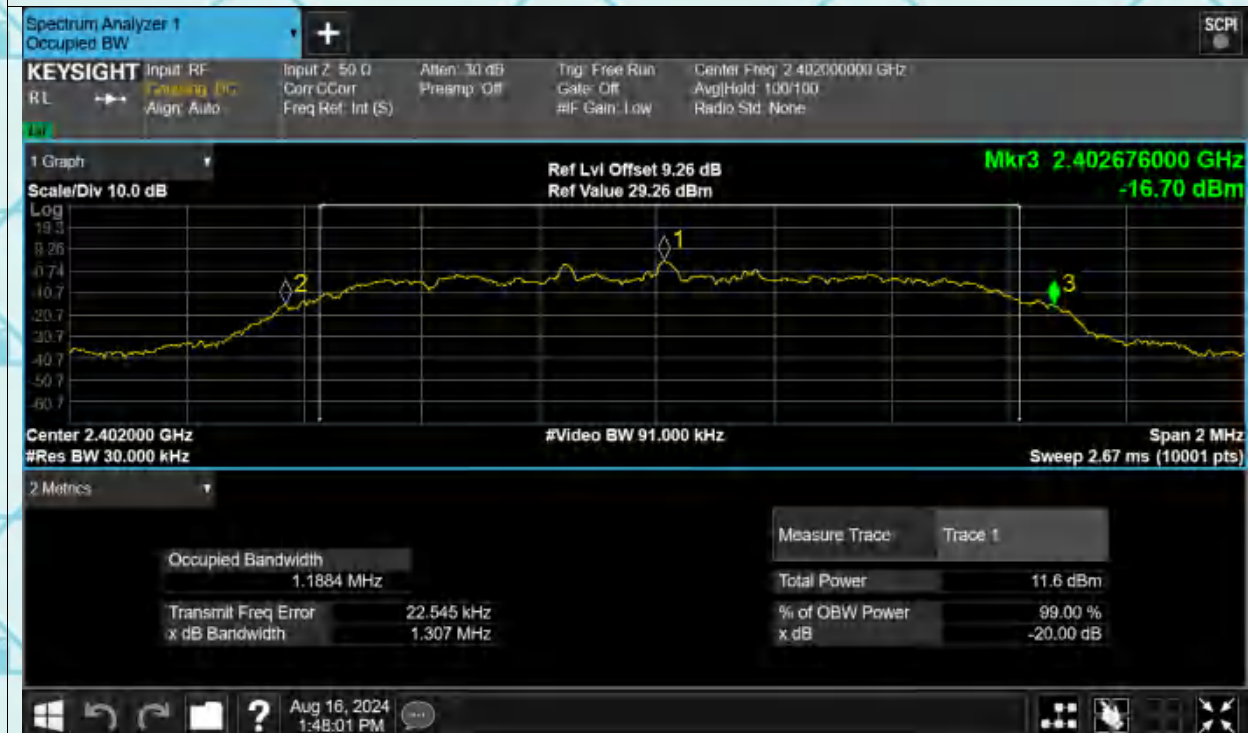 Spectrum Analyzer 1
Occupied BW
+
SCPI
KEYSIGHT
RL
Input: RF
Coupling: DC
Align: Auto
Input Z: 50 Ω
Corr CCorr
Freq Ref: Int (S)
Atten: 30 dB
Preamp: Off
Trig: Free Run
Gate: Off
#IF Gain: Low
Center Freq: 2.402000000 GHz
Avg|Hold: 100/100
Radio Std: None
1 Graph
Scale/Div 10.0 dB
Ref Lvl Offset 9.26 dB
Ref Value 29.26 dBm
Mkr3 2.402676000 GHz
-16.70 dBm
Log
19.3
9.26
-0.74
-10.7
-20.7
-30.7
-40.7
-50.7
-60.7
1
2
3
Center 2.402000 GHz
#Video BW 91.000 kHz
Span 2 MHz
#Res BW 30.000 kHz
Sweep 2.67 ms (10001 pts)
2 Metrics
Measure Trace Trace 1
Occupied Bandwidth
1.1884 MHz
Total Power 11.6 dBm
Transmit Freq Error 22.545 kHz
% of OBW Power 99.00 %
x dB Bandwidth 1.307 MHz
x dB -20.00 dB
?
Aug 16, 2024
1:48:01 PM